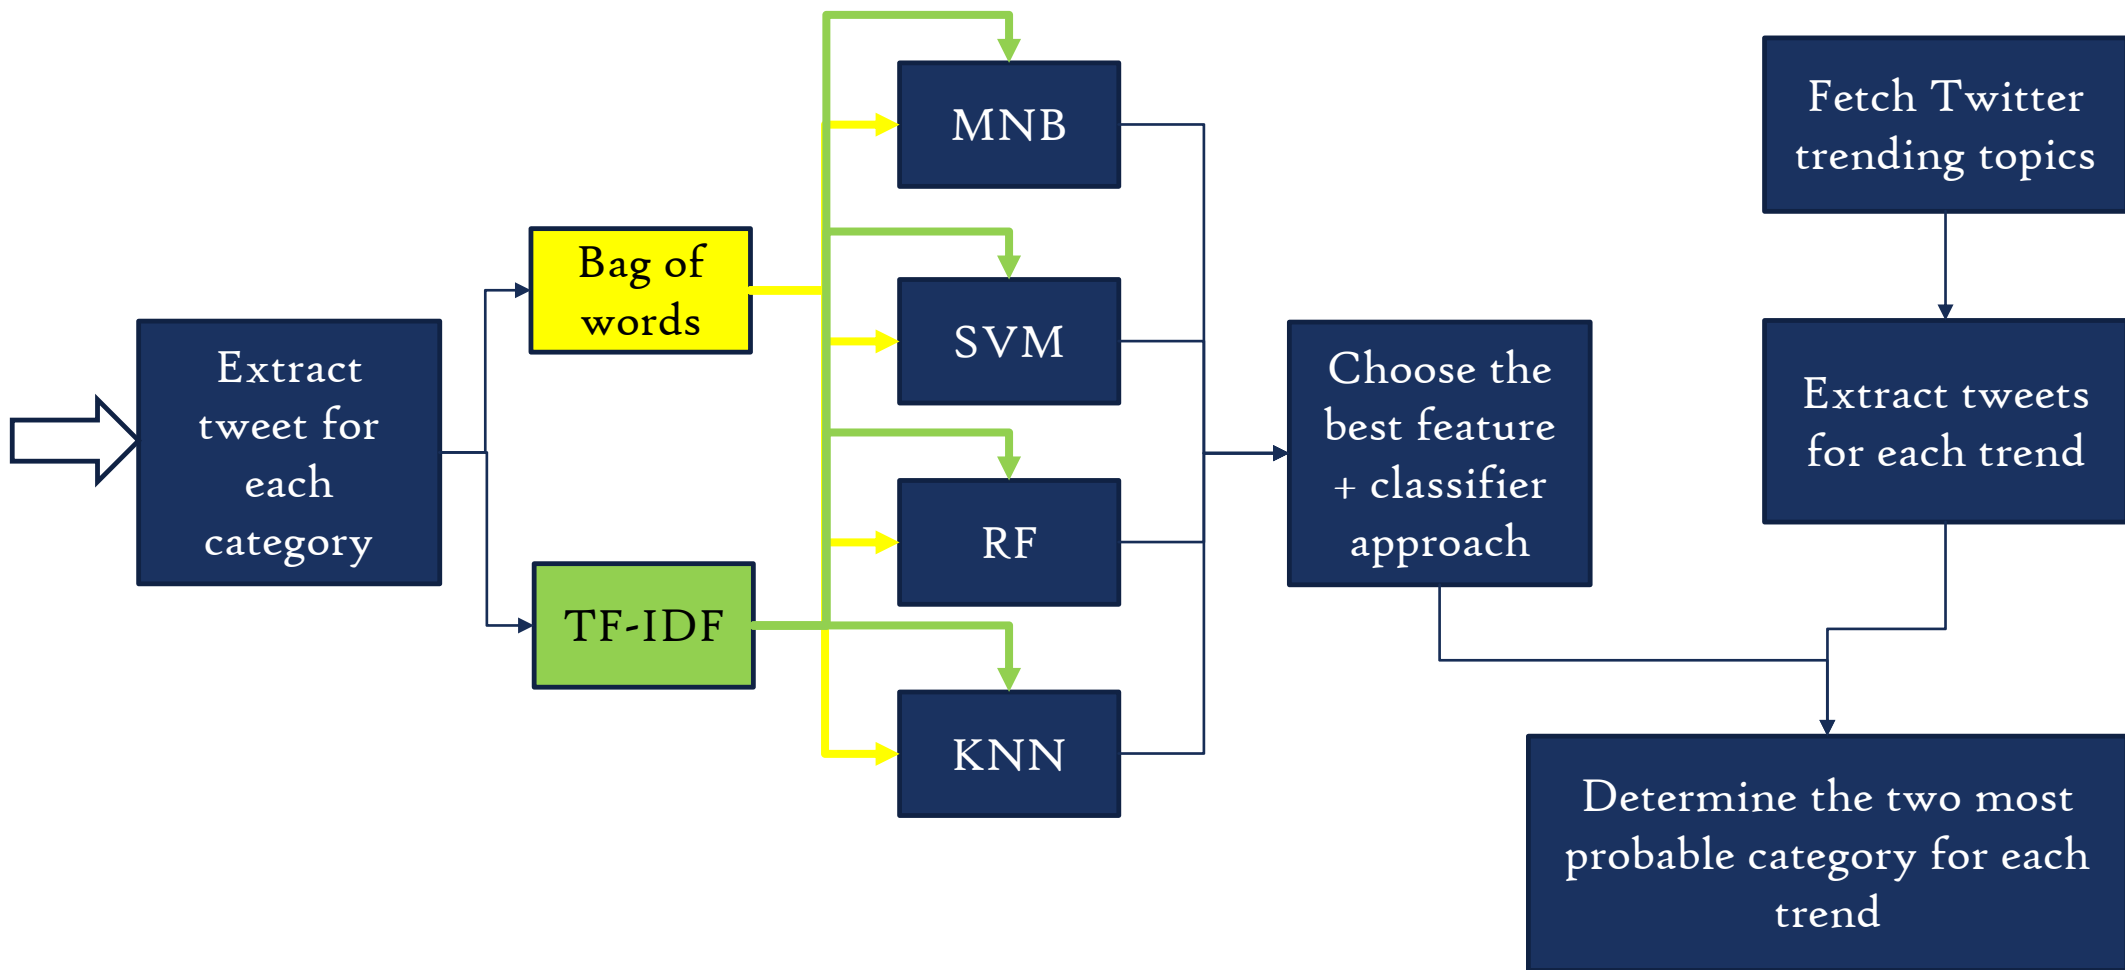 Extract
tweet for
each
category
Bag of
words
TF-IDF
MNB
SVM
RF
KNN
Choose the
best feature
+ classifier
approach
Fetch Twitter
trending topics
Extract tweets
for each trend
Determine the two most
probable category for each
trend